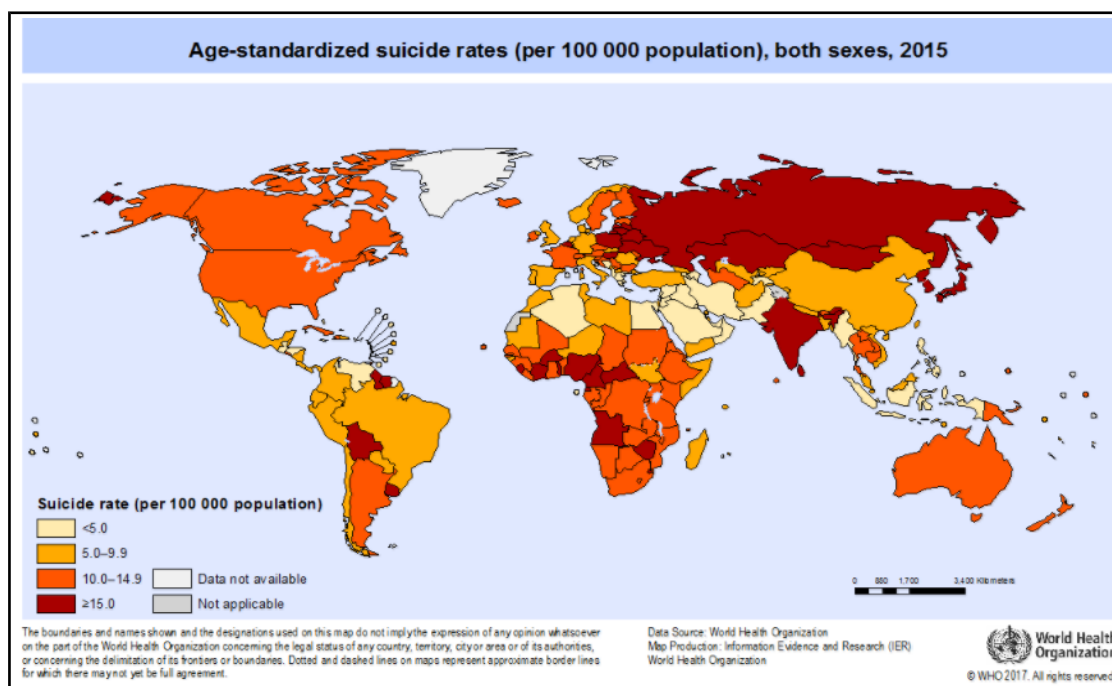 Age-standardized suicide rates (per 100 000 population), both sexes, 2015
Suicide rate (per 100 000 population)
<5.0
5.0–9.9
10.0–14.9
≥15.0
Data not available
Not applicable
0 850 1,700 3,400 Kilometers
The boundaries and names shown and the designations used on this map do not imply the expression of any opinion whatsoever
on the part of the World Health Organization concerning the legal status of any country, territory, city or area or of its authorities,
or concerning the delimitation of its frontiers or boundaries. Dotted and dashed lines on maps represent approximate border lines
for which there may not yet be full agreement.
Data Source: World Health Organization
Map Production: Information Evidence and Research (IER)
World Health Organization
World Health
Organization
© WHO 2017. All rights reserved